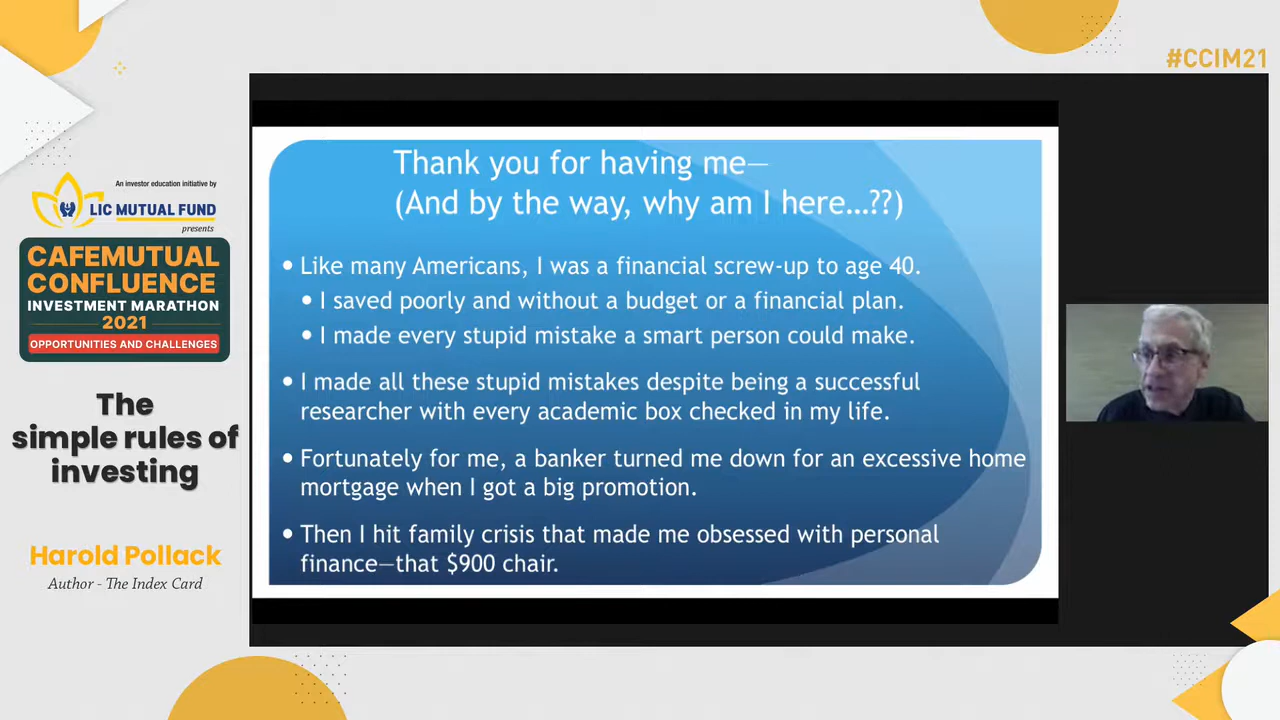 #CCIM21
An investor education initiative by
LIC MUTUAL FUND
presents
CAFEMUTUAL
CONFLUENCE
INVESTMENT MARATHON
2021
OPPORTUNITIES AND CHALLENGES
The
simple rules of
investing
Harold Pollack
Author - The Index Card
Thank you for having me—
(And by the way, why am I here…??)
• Like many Americans, I was a financial screw-up to age 40.
• I saved poorly and without a budget or a financial plan.
• I made every stupid mistake a smart person could make.
• I made all these stupid mistakes despite being a successful
researcher with every academic box checked in my life.
• Fortunately for me, a banker turned me down for an excessive home
mortgage when I got a big promotion.
• Then I hit family crisis that made me obsessed with personal
finance—that $900 chair.